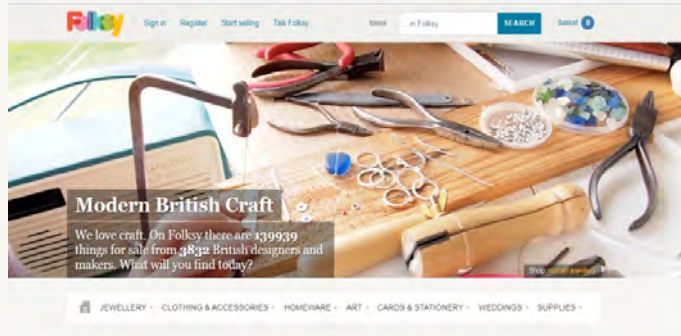 Folksy Sign in Register Start selling Talk Folksy Items ...in Folksy SEARCH Basket 0
Modern British Craft
We love craft. On Folksy there are 139939
things for sale from 3832 British designers and
makers. What will you find today?
Shop
JEWELLERY CLOTHING & ACCESSORIES HOMEWARE ART CARDS & STATIONERY WEDDINGS SUPPLIES